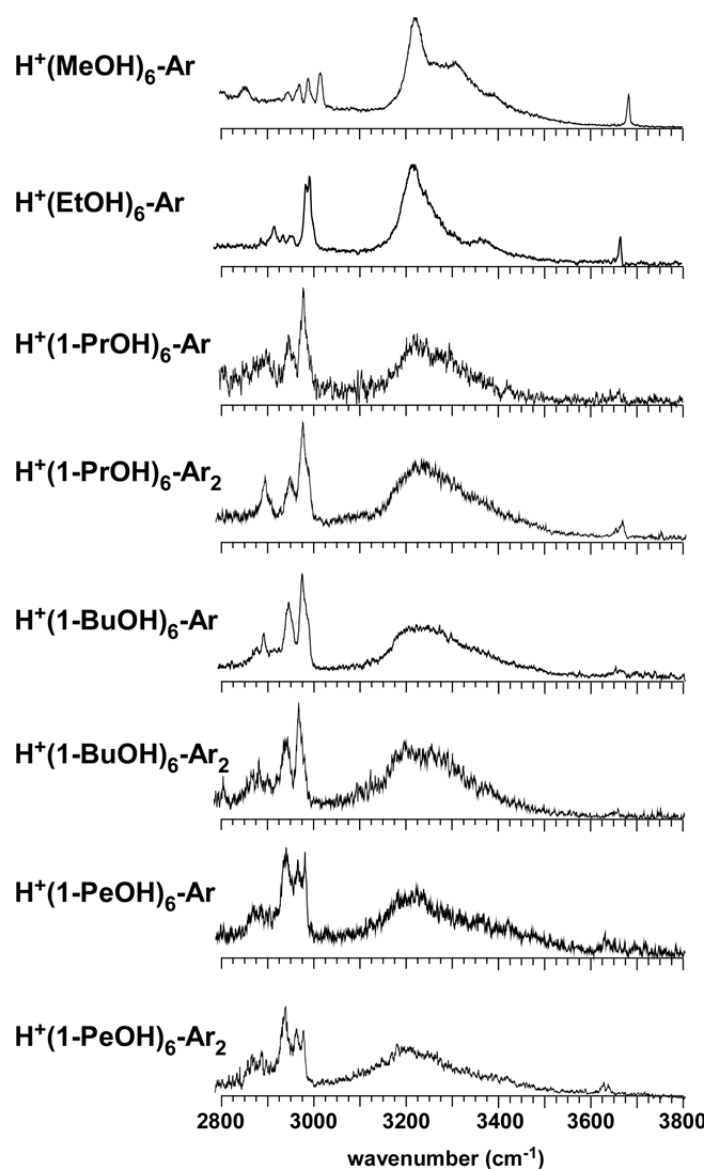 H⁺(MeOH)₆-Ar
H⁺(EtOH)₆-Ar
H⁺(1-PrOH)₆-Ar
H⁺(1-PrOH)₆-Ar₂
H⁺(1-BuOH)₆-Ar
H⁺(1-BuOH)₆-Ar₂
H⁺(1-PeOH)₆-Ar
H⁺(1-PeOH)₆-Ar₂
2800 3000 3200 3400 3600 3800
wavenumber (cm⁻¹)